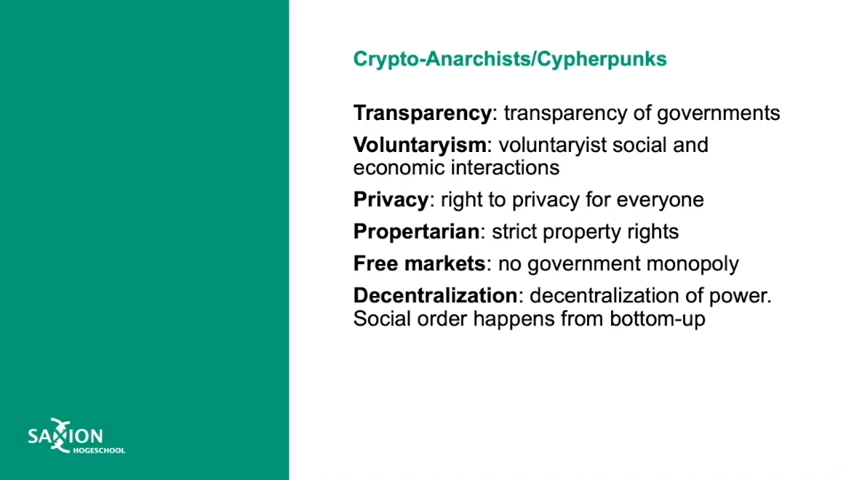 Crypto-Anarchists/Cypherpunks
Transparency: transparency of governments
Voluntaryism: voluntaryist social and
economic interactions
Privacy: right to privacy for everyone
Propertarian: strict property rights
Free markets: no government monopoly
Decentralization: decentralization of power.
Social order happens from bottom-up
SAXION
HOGESCHOOL